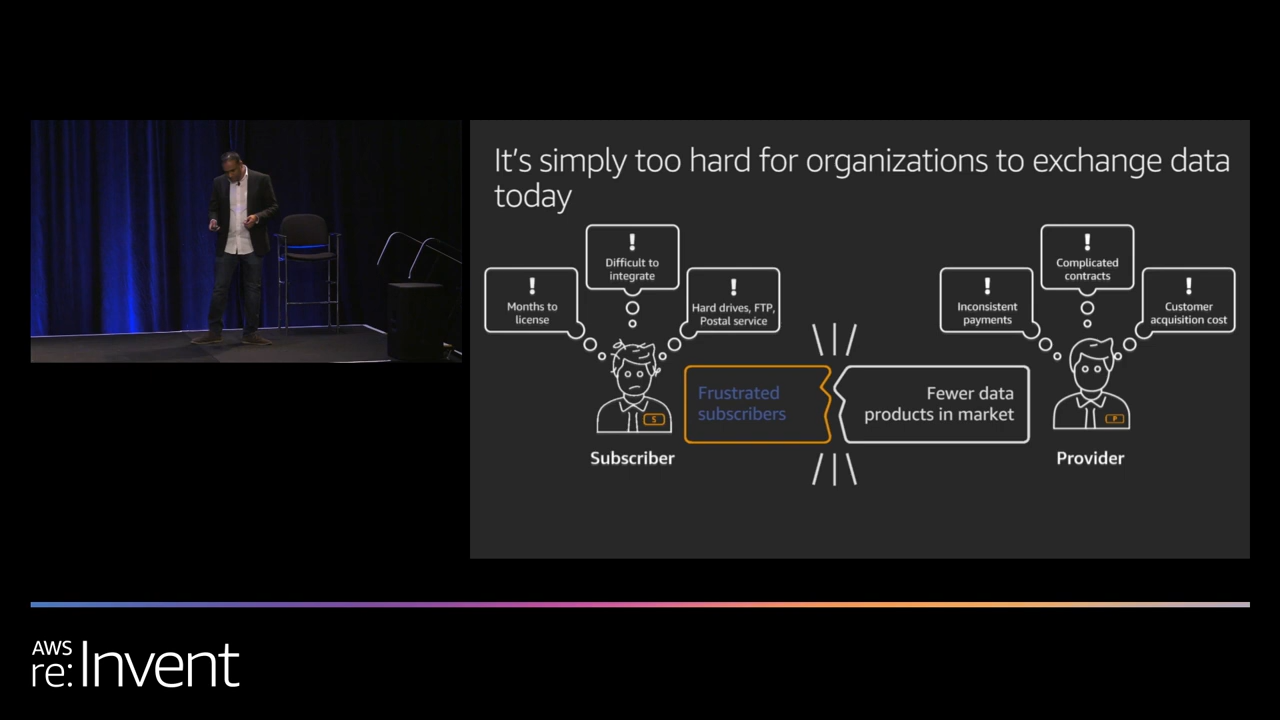 It's simply too hard for organizations to exchange data
today
!
Difficult to
integrate
!
Months to
license
!
Hard drives, FTP,
Postal service
!
Complicated
contracts
!
Inconsistent
payments
!
Customer
acquisition cost
Frustrated
subscribers
Fewer data
products in market
S
P
Subscriber
Provider
AWS
re:Invent